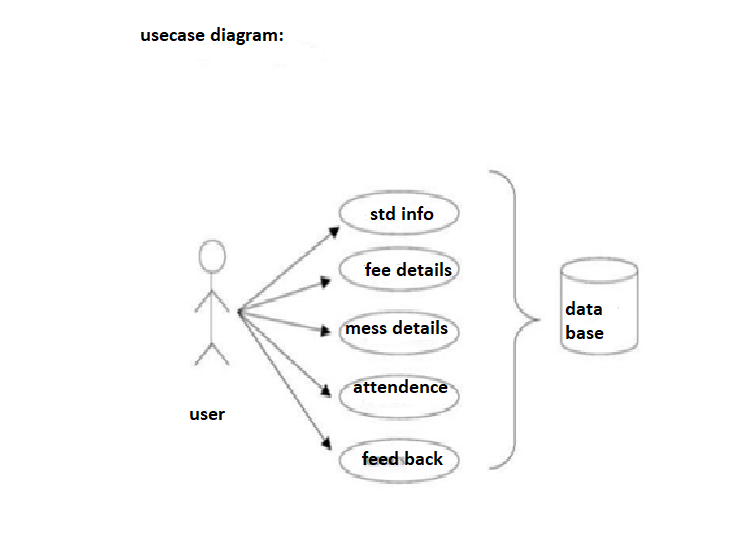 usecase diagram:
std info
fee details
mess details
attendence
feed back
user
data
base